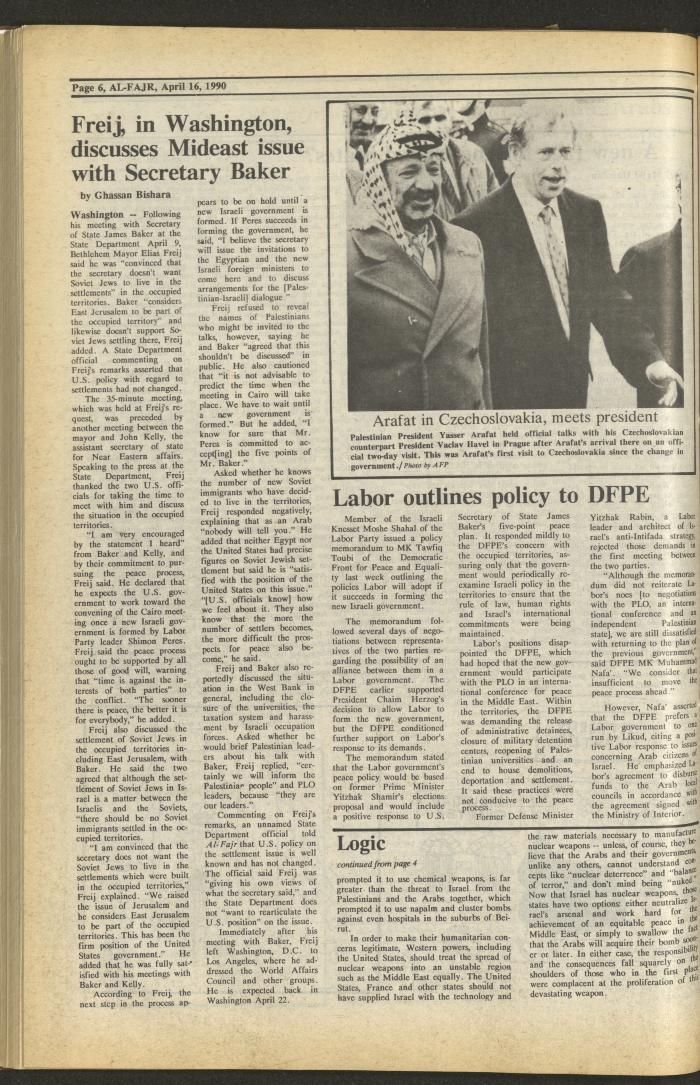 Page 6, AL-FAJR, April 16, 1990
Freij, in Washington,
discusses Mideast issue
with Secretary Baker
by Ghassan Bishara
Washington -- Following
his meeting with Secretary
of State James Baker at the
State Department April 9,
Bethlehem Mayor Elias Freij
said he was "convinced that
the secretary doesn't want
Soviet Jews to live in the
settlements" in the occupied
territories. Baker "considers
East Jerusalem to be part of
the occupied territory" and
likewise doesn't support So-
viet Jews settling there, Freij
added. A State Department
official commenting on
Freij's remarks asserted that
U.S. policy with regard to
settlements had not changed.
The 35-minute meeting,
which was held at Freij's re-
quest, was preceded by
another meeting between the
mayor and John Kelly, the
assistant secretary of state
for Near Eastern affairs.
Speaking to the press at the
State Department, Freij
thanked the two U.S. offi-
cials for taking the time to
meet with him and discuss
the situation in the occupied
territories.
"I am very encouraged
by the statement I heard"
from Baker and Kelly, and
by their commitment to pur-
suing the peace process,
Freij said. He declared that
he expects the U.S. gov-
ernment to work toward the
convening of the Cairo meet-
ing once a new Israeli gov-
ernment is formed by Labor
Party leader Shimon Peres.
Freij said the peace process
ought to be supported by all
those of good will, warning
that "time is against the in-
terests of both parties" to
the conflict. "The sooner
there is peace, the better it is
for everybody," he added.
Freij also discussed the
settlement of Soviet Jews in
the occupied territories in-
cluding East Jerusalem, with
Baker. He said the two
agreed that although the set-
tlement of Soviet Jews in Is-
rael is a matter between the
Israelis and the Soviets,
"there should be no Soviet
immigrants settled in the oc-
cupied territories.
"I am convinced that the
secretary does not want the
Soviet Jews to live in the
settlements which were built
in the occupied territories,"
Freij explained. "We raised
the issue of Jerusalem and
he considers East Jerusalem
to be part of the occupied
territories. This has been the
firm position of the United
States government." He
added that he was fully sat-
isfied with his meetings with
Baker and Kelly.
According to Freij, the
next step in the process ap-
pears to be on hold until a
new Israeli government is
formed. If Peres succeeds in
forming the government, he
said, "I believe the secretary
will issue the invitations to
the Egyptian and the new
Israeli foreign ministers to
come here and to discuss
arrangements for the [Pales-
tinian-Israeli] dialogue."
Freij refused to reveal
the names of Palestinians
who might be invited to the
talks, however, saying he
and Baker "agreed that this
shouldn't be discussed" in
public. He also cautioned
that "it is not advisable to
predict the time when the
meeting in Cairo will take
place. We have to wait until
a new government is
formed." But he added, "I
know for sure that Mr.
Peres is committed to ac-
cept[ing] the five points of
Mr. Baker."
Asked whether he knows
the number of new Soviet
immigrants who have decid-
ed to live in the territories,
Freij responded negatively,
explaining that as an Arab
"nobody will tell you." He
added that neither Egypt nor
the United States had precise
figures on Soviet Jewish set-
tlement but said he is "satis-
fied with the position of the
United States on this issue."
"[U.S. officials know] how
we feel about it. They also
know that the more the
number of settlers becomes,
the more difficult the pros-
pects for peace also be-
come," he said.
Freij and Baker also re-
portedly discussed the situ-
ation in the West Bank in
general, including the clo-
sure of the universities, the
taxation system and harass-
ment by Israeli occupation
forces. Asked whether he
would brief Palestinian lead-
ers about his talk with
Baker, Freij replied, "cer-
tainly we will inform the
Palestinian people" and PLO
leaders, because "they are
our leaders."
Commenting on Freij's
remarks, an unnamed State
Department official told
Al-Fajr that U.S. policy on
the settlement issue is well
known and has not changed.
The official said Freij was
"giving his own views of
what the secretary said," and
the State Department does
not "want to rearticulate the
U.S. position" on the issue.
Immediately after his
meeting with Baker, Freij
left Washington, D.C. to
Los Angeles, where he ad-
dressed the World Affairs
Council and other groups.
He is expected back in
Washington April 22.
Arafat in Czechoslovakia, meets president
Palestinian President Yasser Arafat held official talks with his Czechoslovakian
counterpart President Vaclav Havel in Prague after Arafat's arrival there on an offi-
cial two-day visit. This was Arafat's first visit to Czechoslovakia since the change in
government./ Photo by AFP
Labor outlines policy to DFPE
Member of the Israeli
Knesset Moshe Shahal of the
Labor Party issued a policy
memorandum to MK Tawfiq
Toubi of the Democratic
Front for Peace and Equali-
ty last week outlining the
policies Labor will adopt if
it succeeds in forming the
new Israeli government.
The memorandum fol-
lowed several days of nego-
tiations between representa-
tives of the two parties re-
garding the possibility of an
alliance between them in a
Labor government. The
DFPE earlier supported
President Chaim Herzog's
decision to allow Labor to
form the new government,
but the DFPE conditioned
further support on Labor's
response to its demands.
The memorandum stated
that the Labor government's
peace policy would be based
on former Prime Minister
Yitzhak Shamir's elections
proposal and would include
a positive response to U.S.
Secretary of State James
Baker's five-point peace
plan. It responded mildly to
the DFPE's concern with
the occupied territories, as-
suring only that the govern-
ment would periodically re-
examine Israeli policy in the
territories to ensure that the
rule of law, human rights
and Israel's international
commitments were being
maintained.
Labor's positions disap-
pointed the DFPE, which
had hoped that the new gov-
ernment would participate
with the PLO in an interna-
tional conference for peace
in the Middle East. Within
the territories, the DFPE
was demanding the release
of administrative detainees,
closure of military detention
centers, reopening of Pales-
tinian universities and an
end to house demolitions,
deportation and settlement.
It said these practices were
not conducive to the peace
process.
Former Defense Minister
Yitzhak Rabin, a Labor
leader and architect of Is-
rael's anti-Intifada strategy,
rejected those demands in
the first meeting between
the two parties.
"Although the memoran-
dum did not reiterate La-
bor's noes [to negotiations
with the PLO, an interna-
tional conference and an
independent Palestinian
state], we are still dissatisfied
with returning to the plan of
the previous government,"
said DFPE MK Muhammad
Nafa'. "We consider that
insufficient to move the
peace process ahead."
However, Nafa' asserted
that the DFPE prefers a
Labor government to one
run by Likud, citing a posi-
tive Labor response to issues
concerning Arab citizens of
Israel. He emphasized La-
bor's agreement to disburse
funds to the Arab local
councils in accordance with
the agreement signed with
the Ministry of Interior.
Logic
continued from page 4
prompted it to use chemical weapons, is far
greater than the threat to Israel from the
Palestinians and the Arabs together, which
prompted it to use napalm and cluster bombs
against even hospitals in the suburbs of Bei-
rut.
In order to make their humanitarian con-
cerns legitimate, Western powers, including
the United States, should treat the spread of
nuclear weapons into an unstable region
such as the Middle East equally. The United
States, France and other states should not
have supplied Israel with the technology and
the raw materials necessary to manufacture
nuclear weapons -- unless, of course, they be-
lieve that the Arabs and their governments,
unlike any others, cannot understand con-
cepts like "nuclear deterrence" and "balance
of terror," and don't mind being "nuked."
Now that Israel has nuclear weapons, those
states have two options: either neutralize Is-
rael's arsenal and work hard for the
achievement of an equitable peace in the
Middle East, or simply to swallow the fact
that the Arabs will acquire their bomb soon-
er or later. In either case, the responsibility
and the consequences fall squarely on the
shoulders of those who in the first place
were complacent at the proliferation of this
devastating weapon.